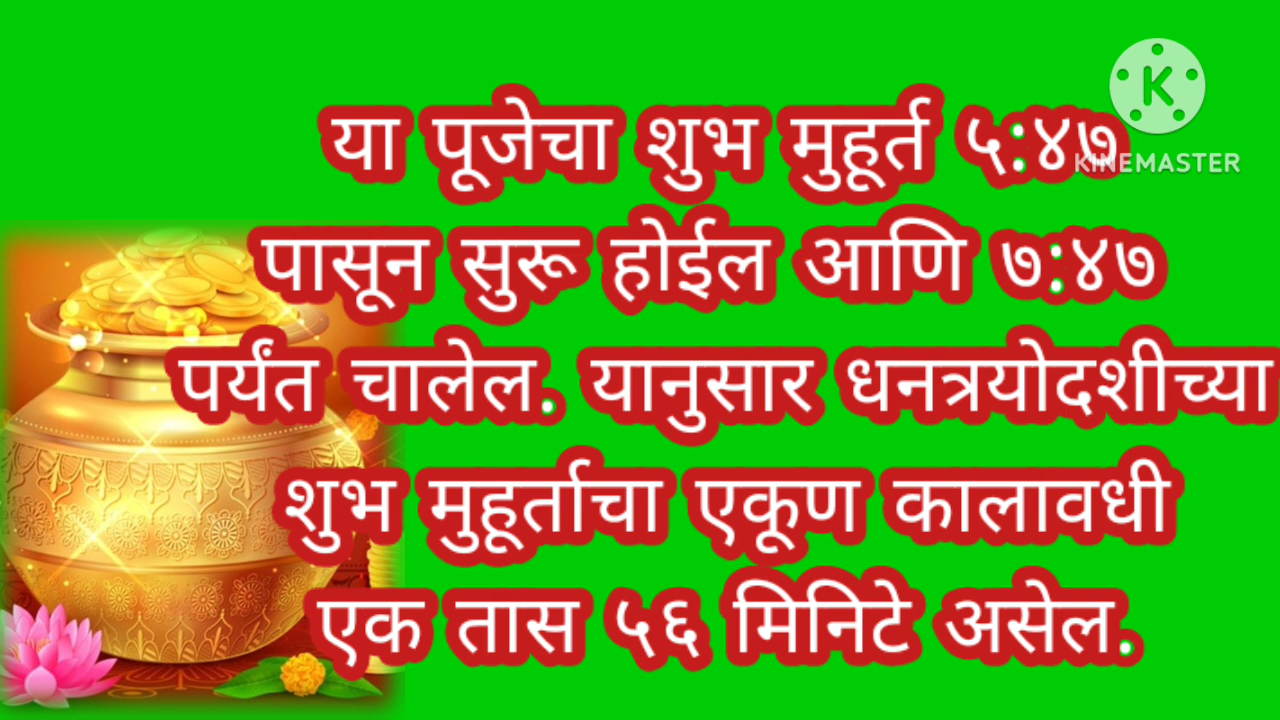 या पूजेचा शुभ मुहूर्त ५:४७
पासून सुरू होईल आणि ७:४७
पर्यंत चालेल. यानुसार धनत्रयोदशीच्या
शुभ मुहूर्ताचा एकूण कालावधी
एक तास ५६ मिनिटे असेल.
K
KINEMASTER